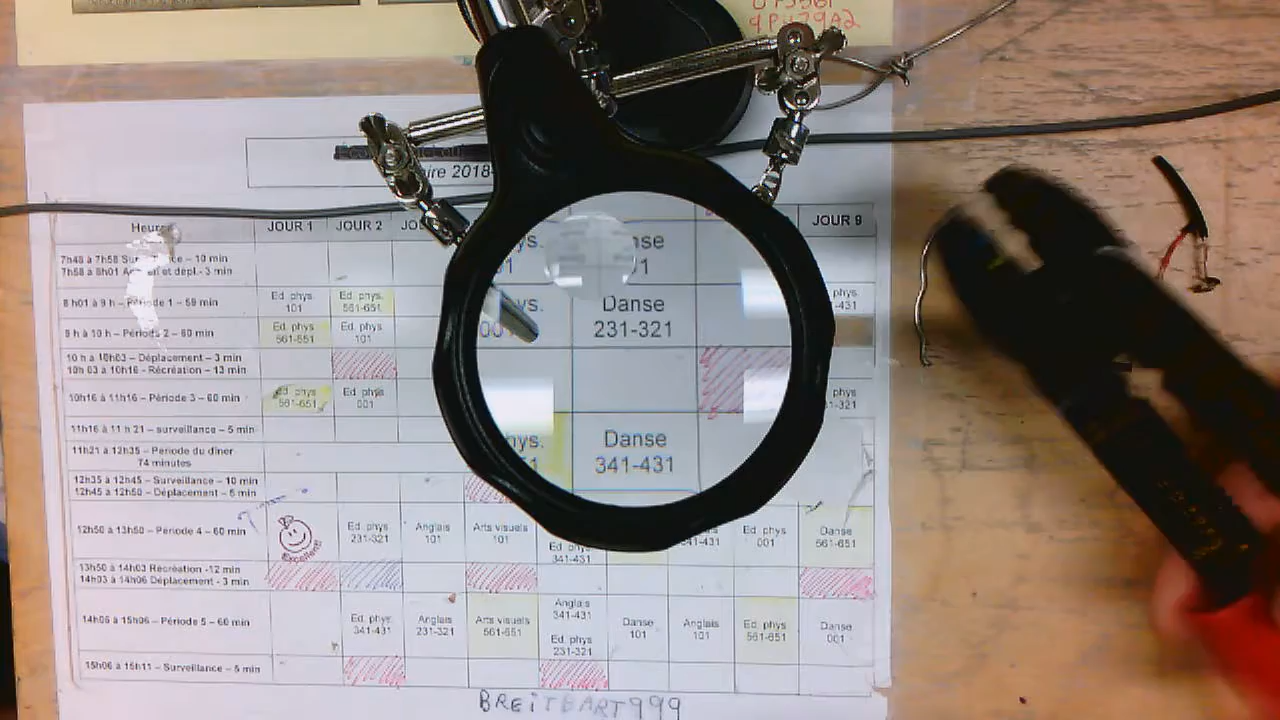 9P479A2
aire 2018-
Heures JOUR 1 JOUR 2 JOUR 9
7h48 à 7h58 Surveillance – 10 min
7h58 à 8h01 Accueil et dépl.- 3 min
8h01 à 9 h – Période 1 – 59 min
Ed. phys. 101
Ed. phys. 561-651
Danse 231-321
9 h à 10 h – Période 2 – 60 min
Ed. phys 561-651
Ed. phys. 101
10 h à 10h03 – Déplacement – 3 min
10h 03 à 10h16 - Récréation – 13 min
10h16 à 11h16 – Période 3 – 60 min
Ed. phys 561-651
Ed. phys 001
Danse 341-431
11h16 à 11 h 21 – surveillance – 5 min
11h21 à 12h35 – Période du dîner
74 minutes
12h35 à 12h45 – Surveillance – 10 min
12h45 à 12h50 – Déplacement – 5 min
12h50 à 13h50 – Période 4 – 60 min
Excellent!
Ed. phys 231-321
Anglais 101
Arts visuels 101
Ed. phys 341-431
Ed. phys 001
Danse 561-651
13h50 à 14h03 Récréation -12 min
14h03 à 14h06 Déplacement - 3 min
14h06 à 15h06 – Période 5 – 60 min
Ed. phys. 341-431
Anglais 231-321
Arts visuels 561-651
Anglais 341-431
Ed. phys 231-321
Danse 101
Anglais 101
Ed. phys 561-651
Danse 001
15h06 à 15h11 – Surveillance – 5 min
BREITBART999